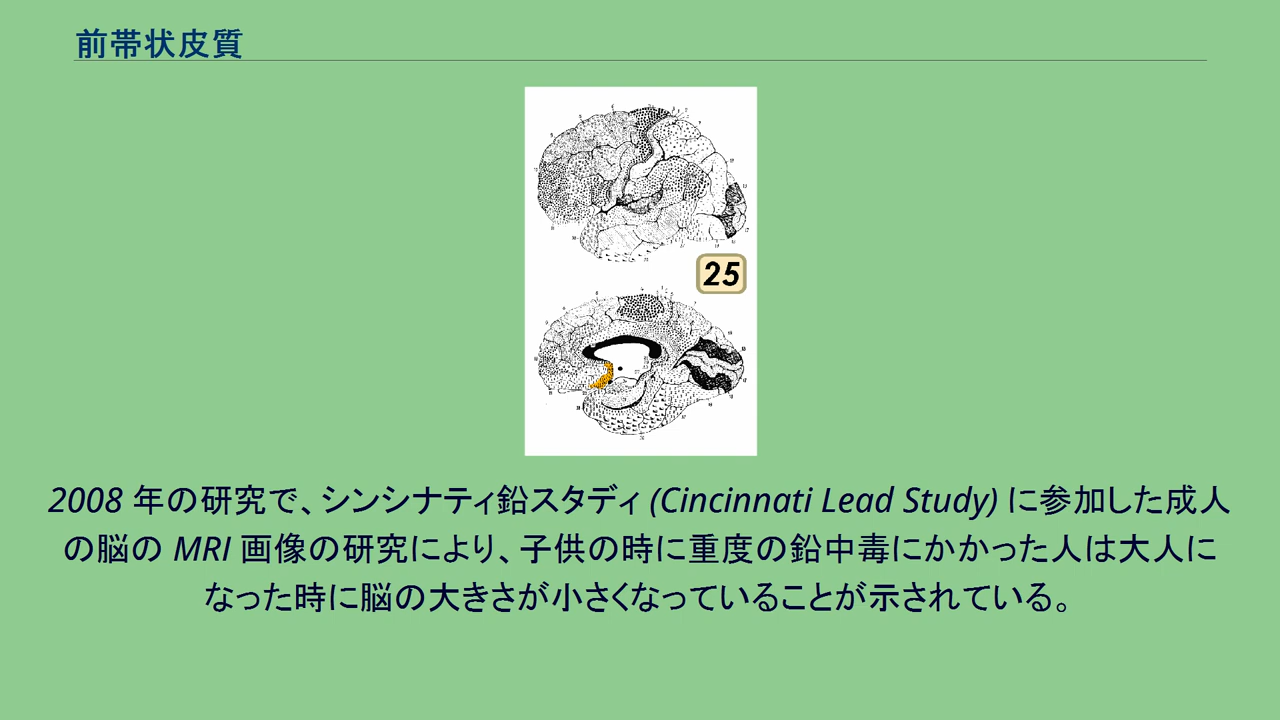 前帯状皮質
25
2008 年の研究で、シンシナティ鉛スタディ (Cincinnati Lead Study) に参加した成人
の脳の MRI 画像の研究により、子供の時に重度の鉛中毒にかかった人は大人に
なった時に脳の大きさが小さくなっていることが示されている。